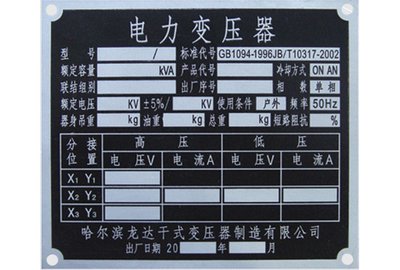 电力变压器
型号 / 标准代号 GB1094-1996JB/T10317-2002
额定容量 kVA 产品代号 冷却方式 ON AN
联结组别 出厂序号 相数 单相
额定电压 KV ±5%/ KV 使用条件 户外 频率 50Hz
器身吊重 kg 油重 kg 总重 kg 短路阻抗 %
分接位置 高压 低压
电压V 电流A 电压V 电流A
X1 Y1
X2 Y2
X3 Y3
哈尔滨龙达干式变压器制造有限公司
出厂日期 20 年 月